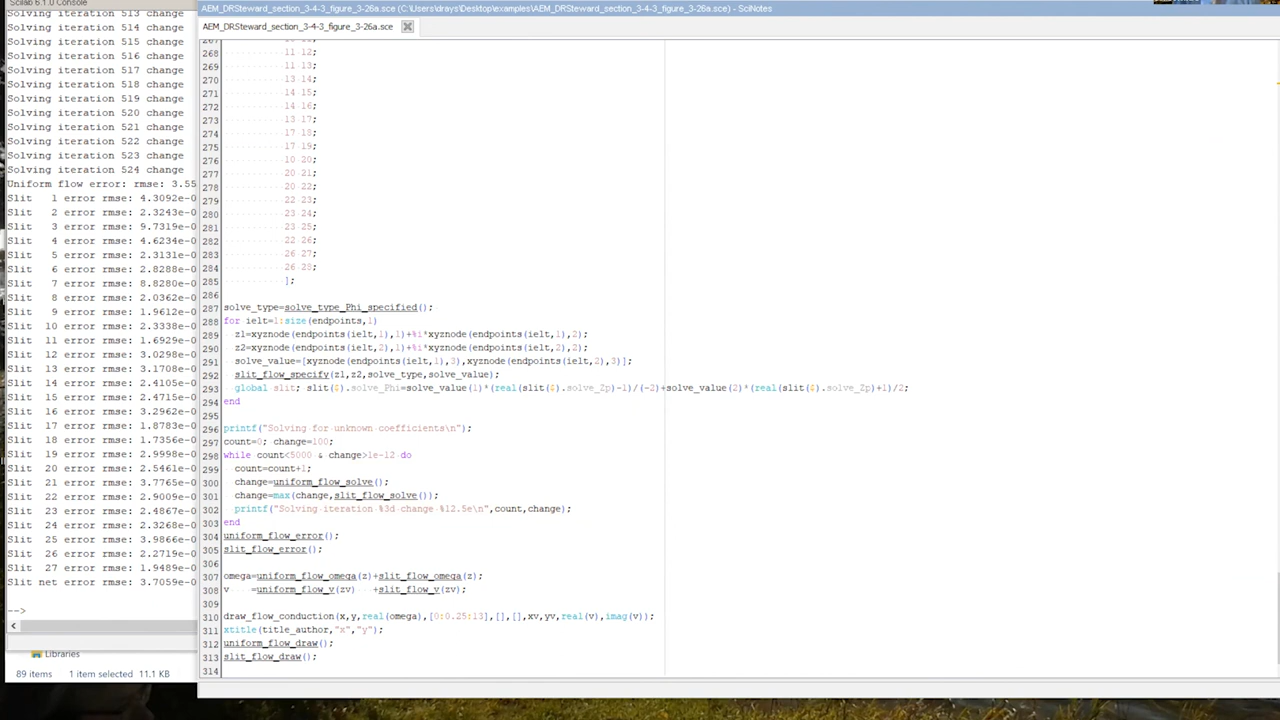 Scilab 6.1.0 Console
Solving iteration 513 change
Solving iteration 514 change
Solving iteration 515 change
Solving iteration 516 change
Solving iteration 517 change
Solving iteration 518 change
Solving iteration 519 change
Solving iteration 520 change
Solving iteration 521 change
Solving iteration 522 change
Solving iteration 523 change
Solving iteration 524 change
Uniform flow error: rmse: 3.55
Slit 1 error rmse: 4.3092e-0
Slit 2 error rmse: 2.3243e-0
Slit 3 error rmse: 9.7319e-0
Slit 4 error rmse: 4.6234e-0
Slit 5 error rmse: 2.3131e-0
Slit 6 error rmse: 2.8288e-0
Slit 7 error rmse: 8.8280e-0
Slit 8 error rmse: 2.0362e-0
Slit 9 error rmse: 1.9612e-0
Slit 10 error rmse: 2.3338e-0
Slit 11 error rmse: 1.6929e-0
Slit 12 error rmse: 3.0298e-0
Slit 13 error rmse: 3.1708e-0
Slit 14 error rmse: 2.4105e-0
Slit 15 error rmse: 2.4715e-0
Slit 16 error rmse: 3.2962e-0
Slit 17 error rmse: 1.8783e-0
Slit 18 error rmse: 1.7356e-0
Slit 19 error rmse: 2.9998e-0
Slit 20 error rmse: 2.5461e-0
Slit 21 error rmse: 3.7765e-0
Slit 22 error rmse: 2.9009e-0
Slit 23 error rmse: 2.4867e-0
Slit 24 error rmse: 2.3268e-0
Slit 25 error rmse: 3.9866e-0
Slit 26 error rmse: 2.2719e-0
Slit 27 error rmse: 1.9489e-0
Slit net error rmse: 3.7059e-0
-->
Libraries
89 items 1 item selected 11.1 KB
AEM_DRSteward_section_3-4-3_figure_3-26a.sce (C:\Users\drays\Desktop\examples\AEM_DRSteward_section_3-4-3_figure_3-26a.sce) - SciNotes
AEM_DRSteward_section_3-4-3_figure_3-26a.sce
268 11 12;
269 11 13;
270 13 14;
271 14 15;
272 14 16;
273 13 17;
274 17 18;
275 17 19;
276 10 20;
277 20 21;
278 20 22;
279 22 23;
280 23 24;
281 23 25;
282 22 26;
283 26 27;
284 26 28;
285 ];
286
287 solve_type=solve_type_Phi_specified();
288 for ielt=1:size(endpoints,1)
289 z1=xyznode(endpoints(ielt,1),1)+%i*xyznode(endpoints(ielt,1),2);
290 z2=xyznode(endpoints(ielt,2),1)+%i*xyznode(endpoints(ielt,2),2);
291 solve_value=[xyznode(endpoints(ielt,1),3),xyznode(endpoints(ielt,2),3)];
292 slit_flow_specify(z1,z2,solve_type,solve_value);
293 global slit; slit($).solve_Phi=solve_value(1)*(real(slit($).solve_Zp)-1)/(-2)+solve_value(2)*(real(slit($).solve_Zp)+1)/2;
294 end
295
296 printf("Solving for unknown coefficients\n");
297 count=0; change=100;
298 while count<5000 & change>1e-12 do
299 count=count+1;
300 change=uniform_flow_solve();
301 change=max(change,slit_flow_solve());
302 printf("Solving iteration %3d change %12.5e\n",count,change);
303 end
304 uniform_flow_error();
305 slit_flow_error();
306
307 omega=uniform_flow_omega(z)+slit_flow_omega(z);
308 v =uniform_flow_v(zv) +slit_flow_v(zv);
309
310 draw_flow_conduction(x,y,real(omega),[0:0.25:13],[],[],xv,yv,real(v),imag(v));
311 xtitle(title_author,"x","y");
312 uniform_flow_draw();
313 slit_flow_draw();
314